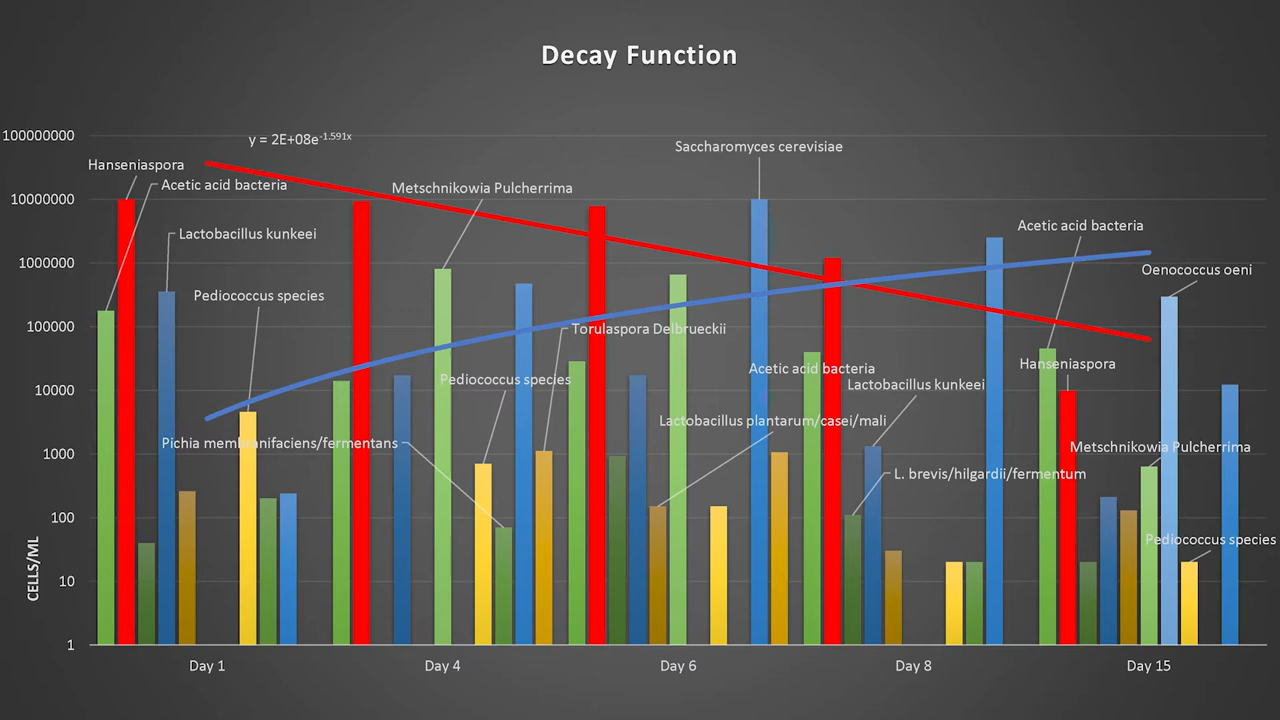 Decay Function
100000000
y = 2E+08e^-1.591x
Saccharomyces cerevisiae
Hanseniaspora
Acetic acid bacteria
Metschnikowia Pulcherrima
10000000
Acetic acid bacteria
Lactobacillus kunkeei
1000000
Oenococcus oeni
Pediococcus species
100000
Torulaspora Delbrueckii
Hanseniaspora
Acetic acid bacteria
Pediococcus species
Lactobacillus kunkeei
10000
Lactobacillus plantarum/casei/mali
Pichia membranifaciens/fermentans
Metschnikowia Pulcherrima
1000
L. brevis/hilgardii/fermentum
100
Pediococcus species
CELLS/ML
10
1
Day 1
Day 4
Day 6
Day 8
Day 15